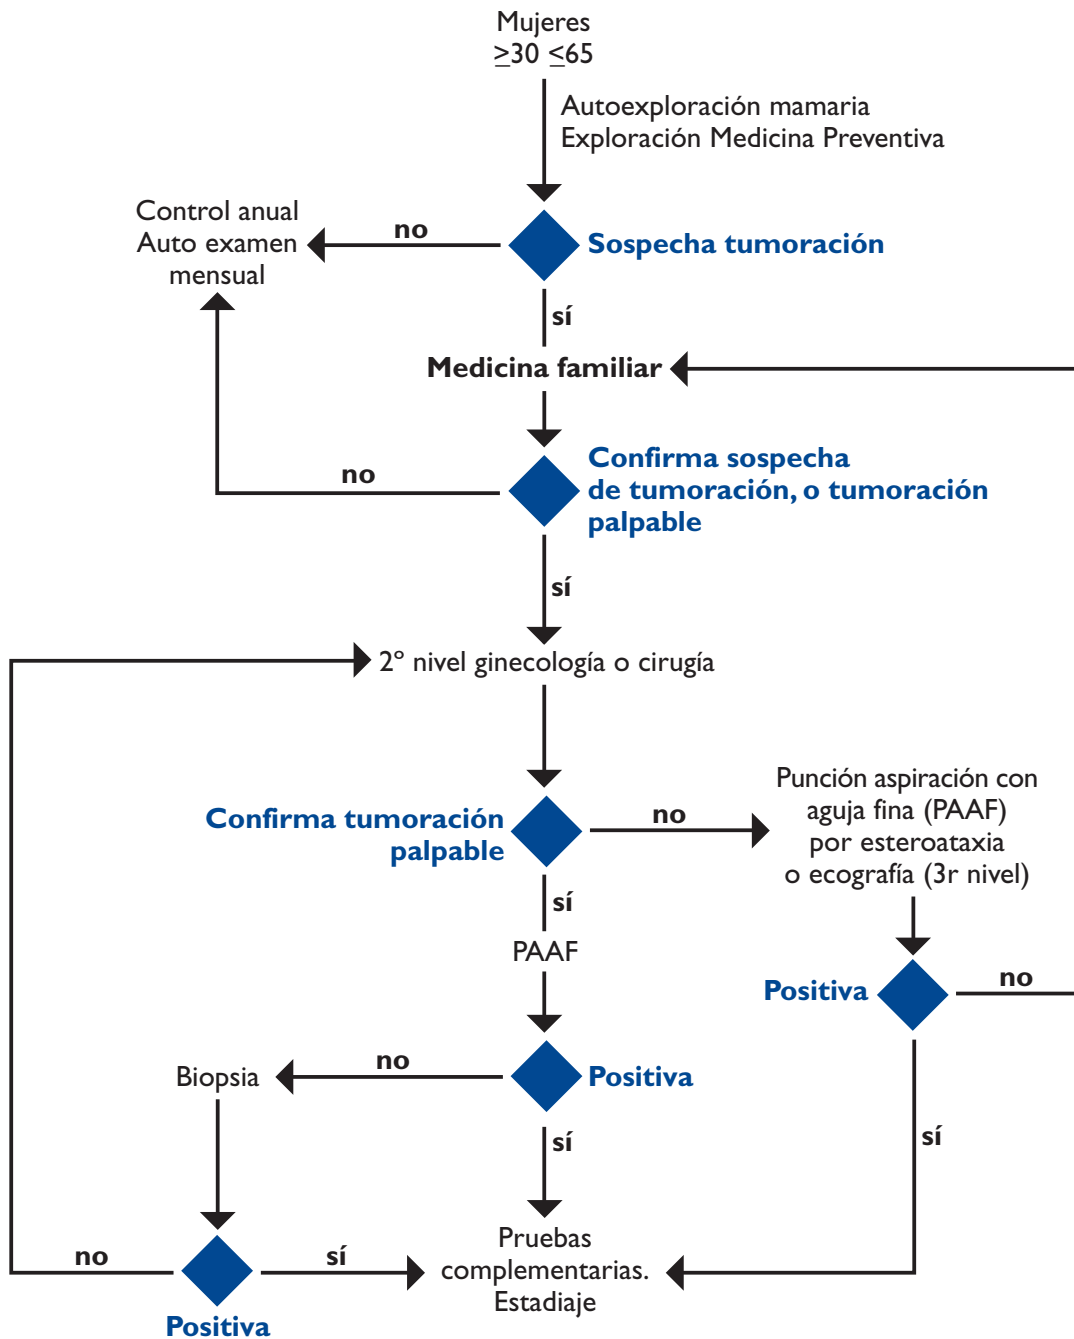 Mujeres
≥30 ≤65
Autoexploración mamaria
Exploración Medicina Preventiva
Control anual
Auto examen
mensual
no
Sospecha tumoración
sí
Medicina familiar
Confirma sospecha
de tumoración, o tumoración
palpable
no
sí
2º nivel ginecología o cirugía
Confirma tumoración
palpable
no
Punción aspiración con
aguja fina (PAAF)
por esteroataxia
o ecografía (3r nivel)
sí
PAAF
Positiva
no
Biopsia
no
Positiva
sí
sí
no
sí
Pruebas
complementarias.
Estadiaje
Positiva